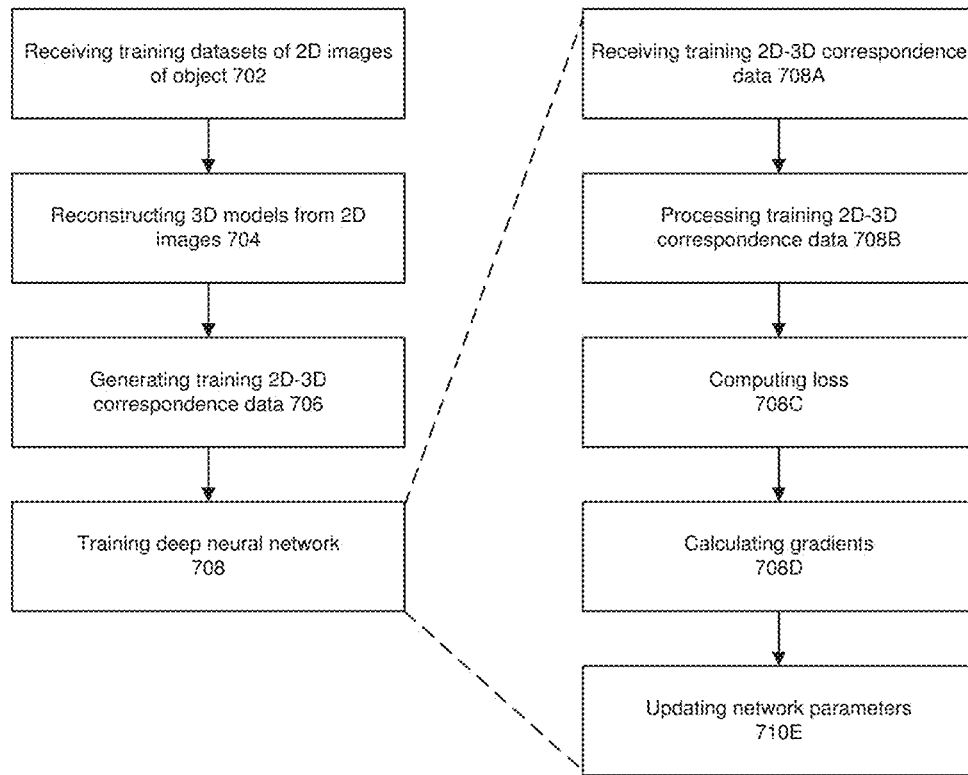 Receiving training datasets of 2D images
of object 702
Reconstructing 3D models from 2D
images 704
Generating training 2D-3D
correspondence data 706
Training deep neural network
708
Receiving training 2D-3D correspondence
data 708A
Processing training 2D-3D
correspondence data 708B
Computing loss
708C
Calculating gradients
708D
Updating network parameters
710E